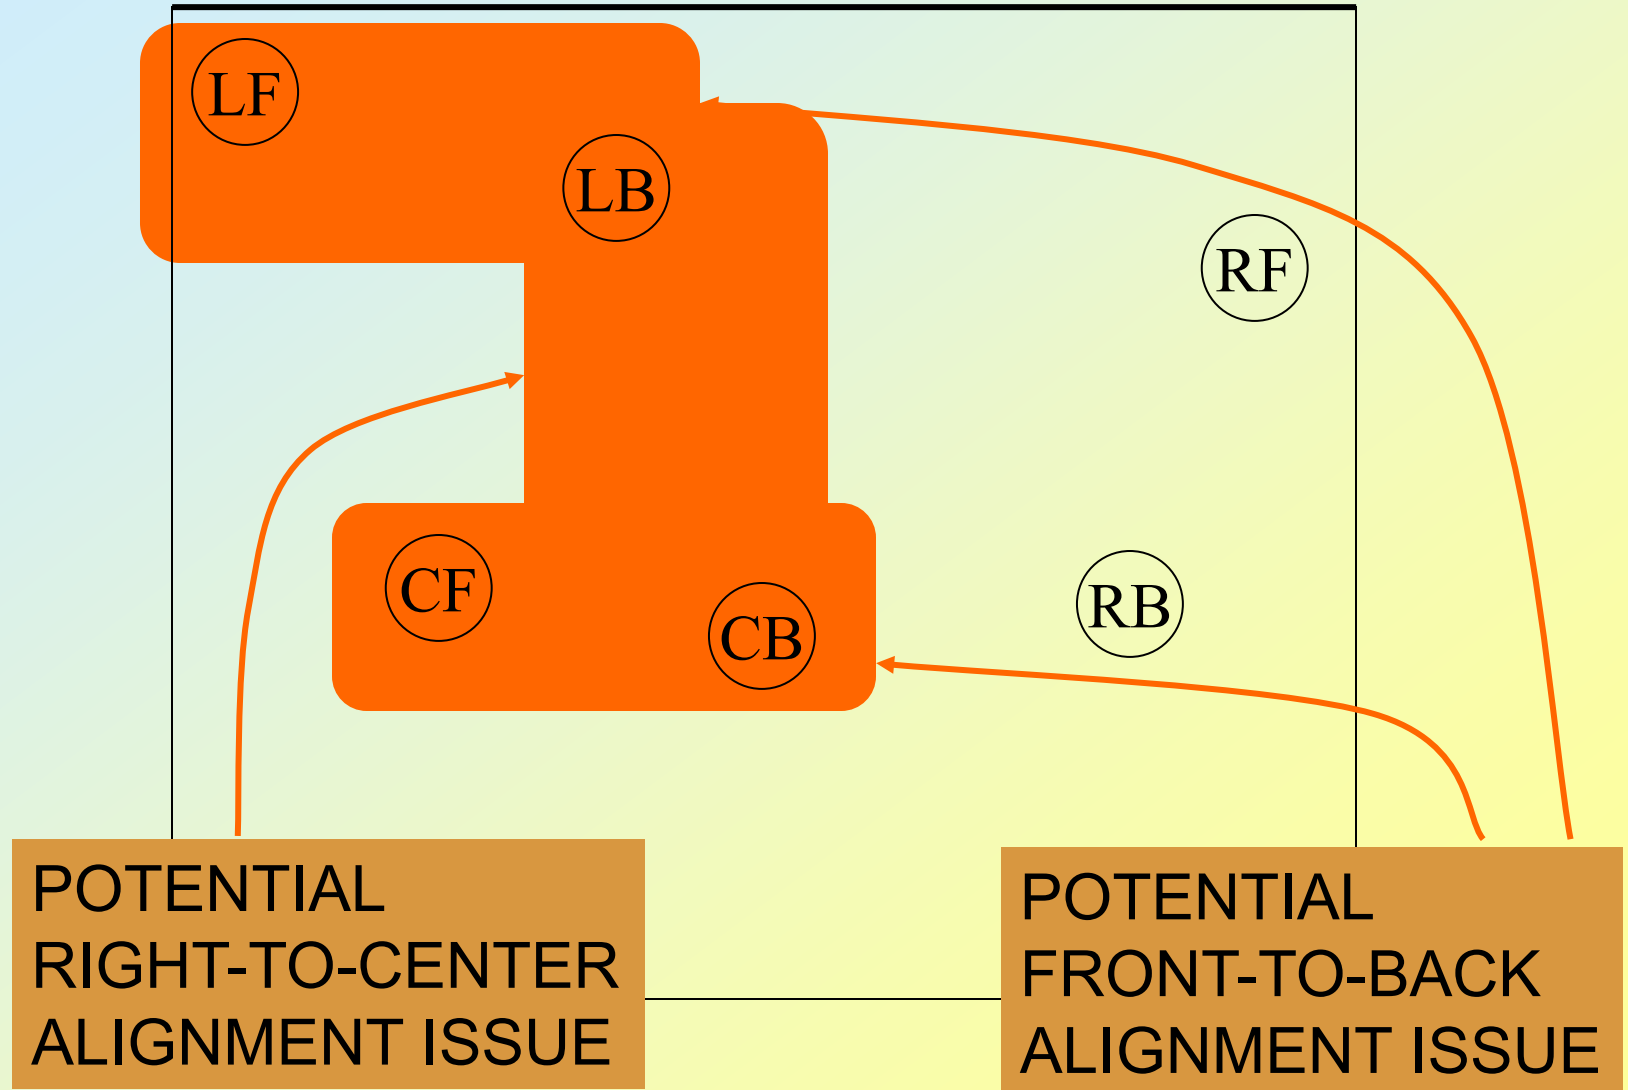 LF
LB
RF
CF
CB
RB
POTENTIAL
RIGHT-TO-CENTER
ALIGNMENT ISSUE
POTENTIAL
FRONT-TO-BACK
ALIGNMENT ISSUE